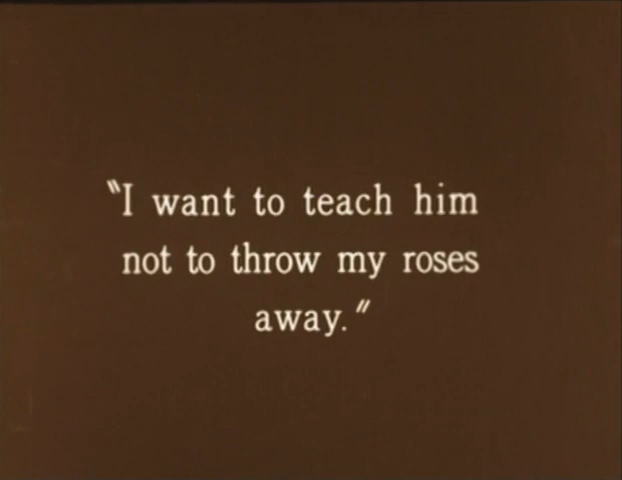 "I want to teach him
not to throw my roses
away."